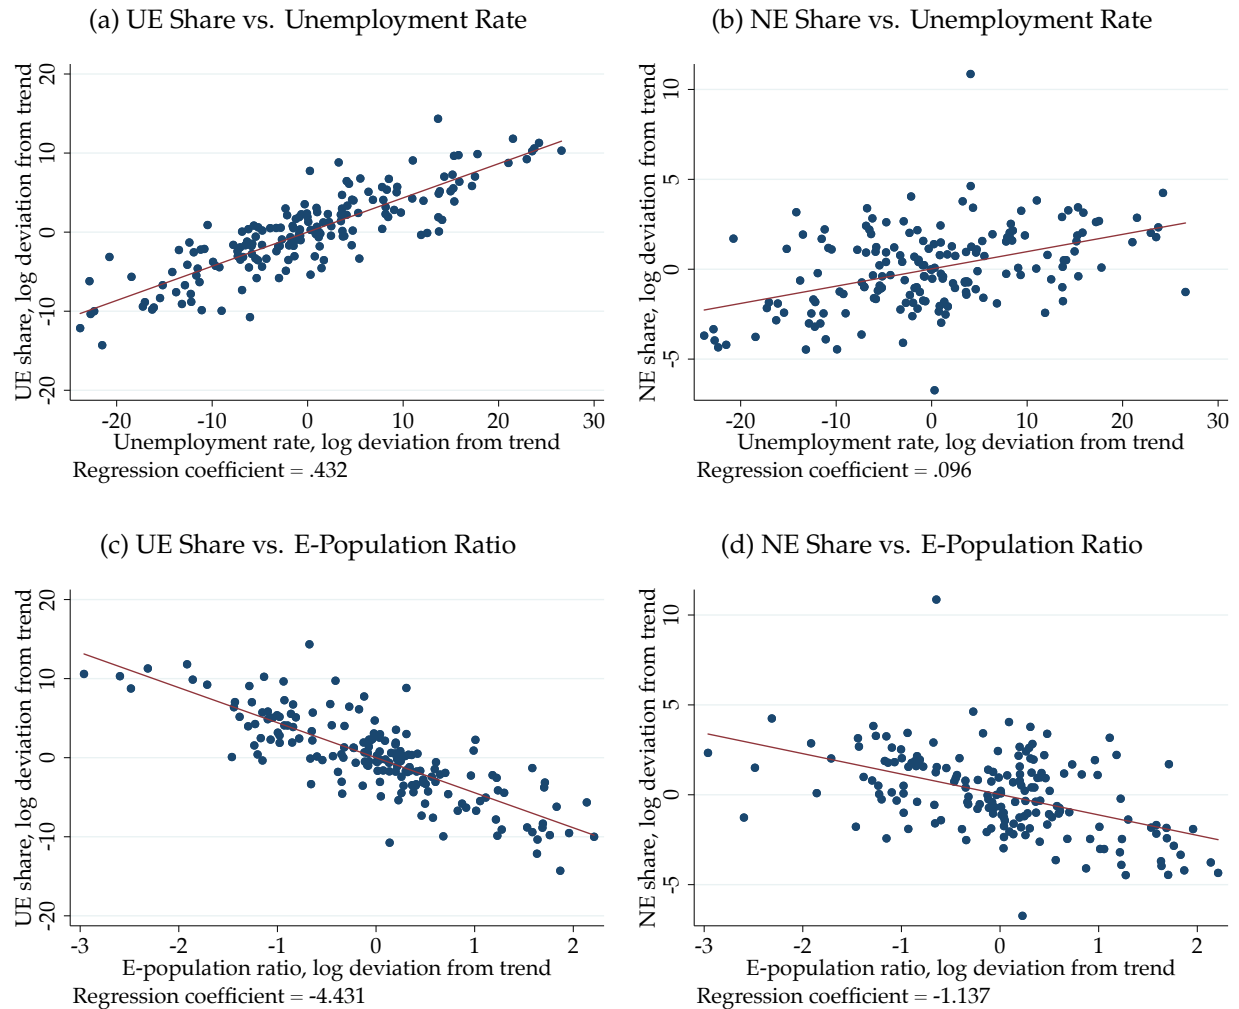 (a) UE Share vs. Unemployment Rate
UE share, log deviation from trend
20
10
0
-10
-20
-20 -10 0 10 20 30
Unemployment rate, log deviation from trend
Regression coefficient = .432
(b) NE Share vs. Unemployment Rate
NE share, log deviation from trend
10
5
0
-5
-20 -10 0 10 20 30
Unemployment rate, log deviation from trend
Regression coefficient = .096
(c) UE Share vs. E-Population Ratio
UE share, log deviation from trend
20
10
0
-10
-20
-3 -2 -1 0 1 2
E-population ratio, log deviation from trend
Regression coefficient = -4.431
(d) NE Share vs. E-Population Ratio
NE share, log deviation from trend
10
5
0
-5
-3 -2 -1 0 1 2
E-population ratio, log deviation from trend
Regression coefficient = -1.137